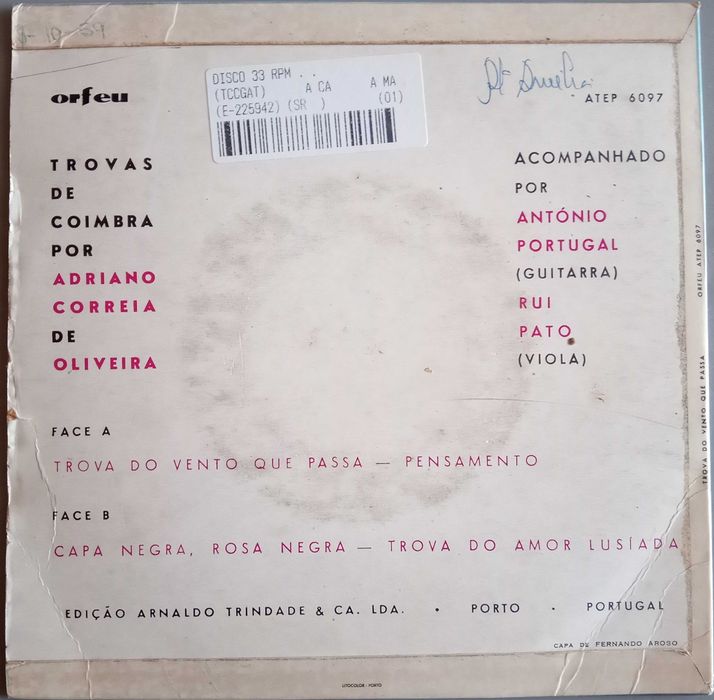 orfeu
DISCO 33 RPM . .
(TCCGAT) A CA A MA
(E-225942) (SR ) (01)
ATEP 6097
TROVAS
DE
COIMBRA
POR
ADRIANO
CORREIA
DE
OLIVEIRA
ACOMPANHADO
POR
ANTÓNIO
PORTUGAL
(GUITARRA)
RUI
PATO
(VIOLA)
FACE A
TROVA DO VENTO QUE PASSA — PENSAMENTO
FACE B
CAPA NEGRA, ROSA NEGRA — TROVA DO AMOR LUSÍADA
EDIÇÃO ARNALDO TRINDADE & CA. LDA. • PORTO • PORTUGAL
CAPA DE FERNANDO AROSO
LITOCOLOR - PORTO
TROVA DO VENTO QUE PASSA ORFEU ATEP 6097